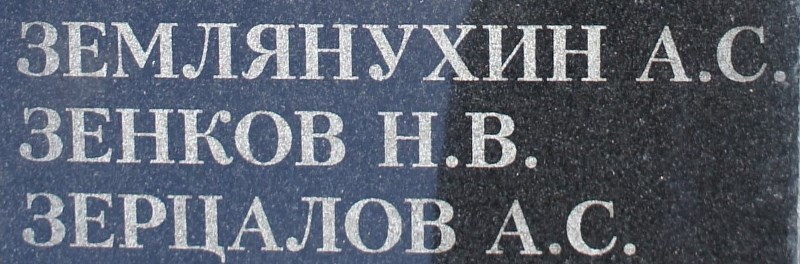 ЗЕМЛЯНУХИН А.С.
ЗЕНКОВ Н.В.
ЗЕРЦАЛОВ А.С.